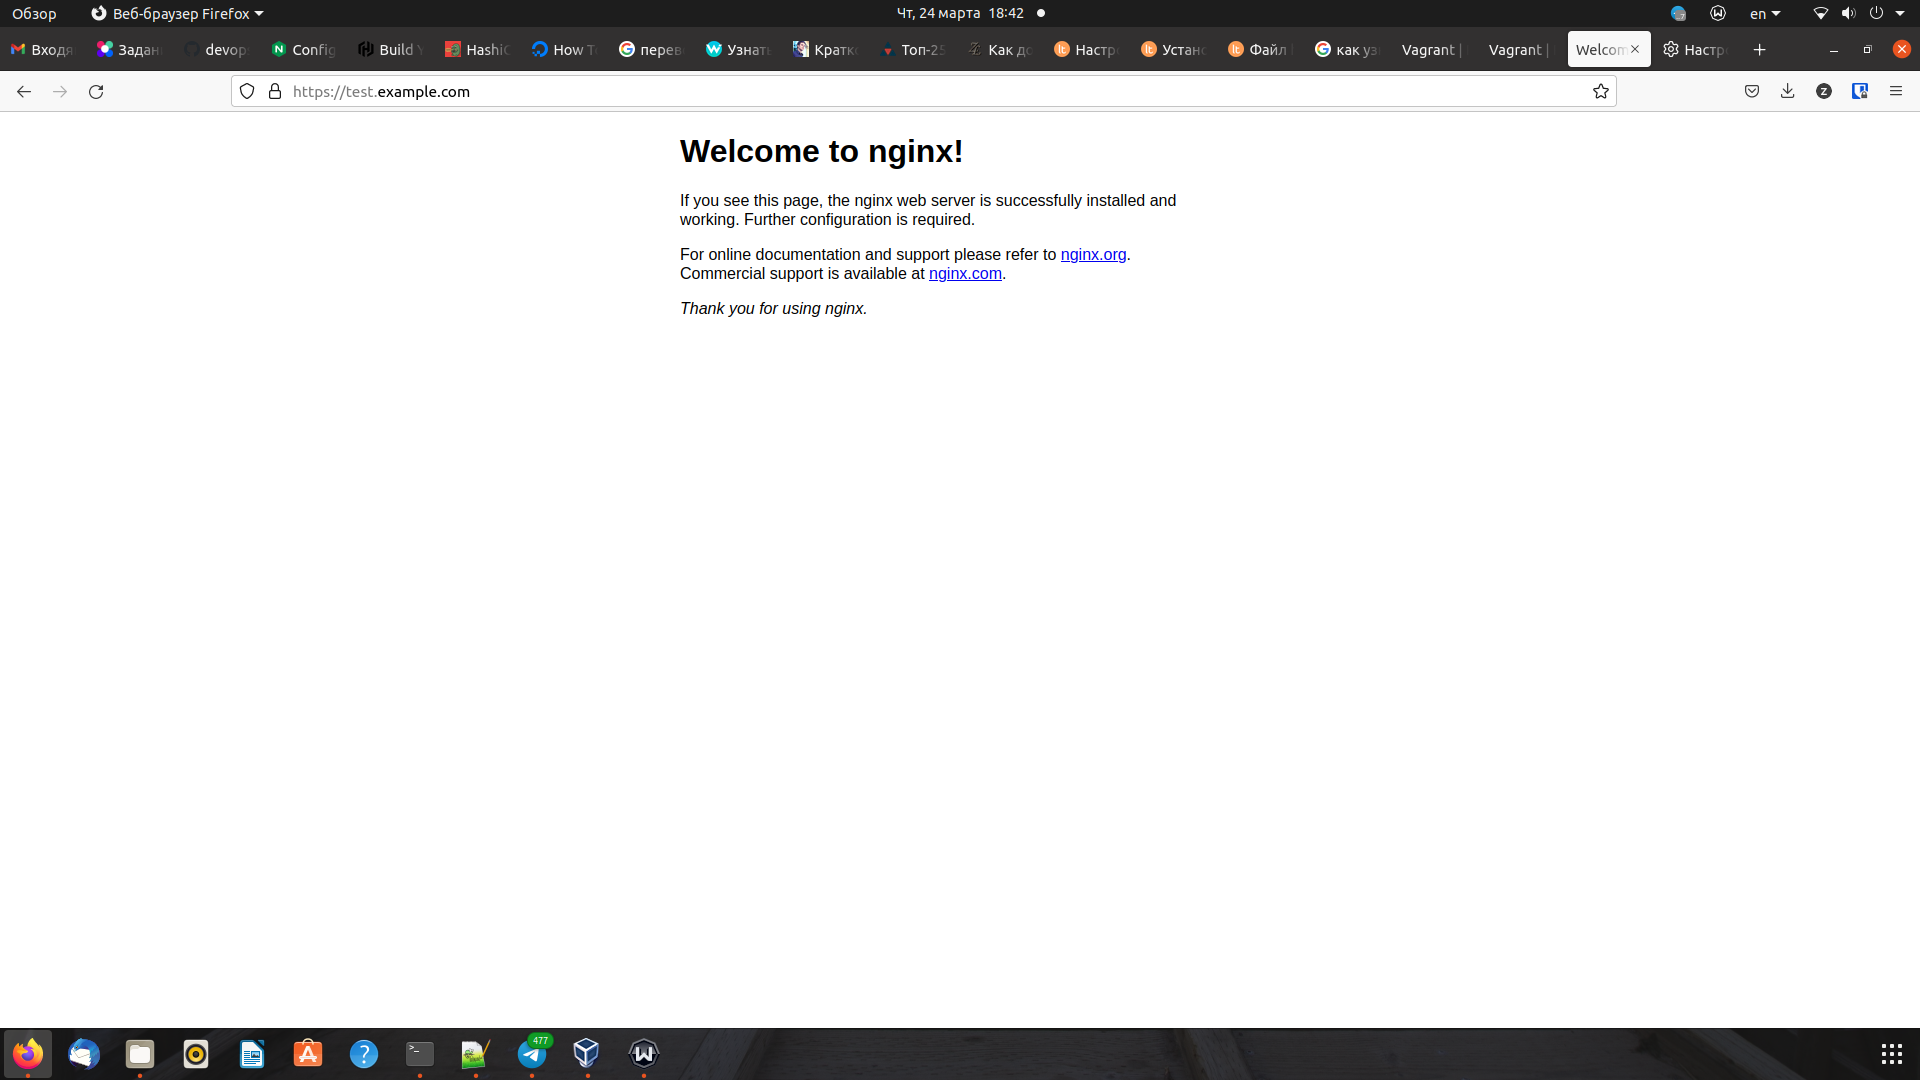 Обзор
Веб-браузер Firefox
Чт, 24 марта 18:42
en
Входя
Задан
devop
Config
Build Y
HashiC
How T
перев
Узнать
Кратк
Топ-25
Как до
Настр
Устан
Файл
как уз
Vagrant |
Vagrant |
Welcom
Настр
https://test.example.com
Welcome to nginx!
If you see this page, the nginx web server is successfully installed and
working. Further configuration is required.
For online documentation and support please refer to nginx.org.
Commercial support is available at nginx.com.
Thank you for using nginx.
477